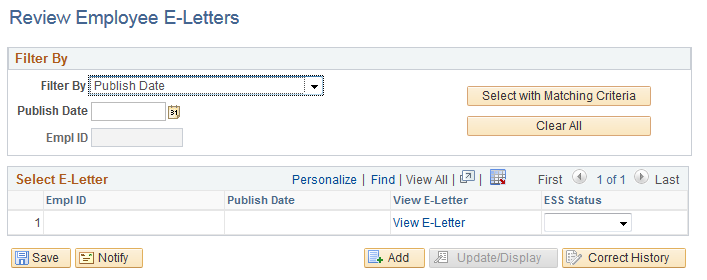 Review Employee E-Letters
Filter By
Filter By Publish Date
Publish Date 31
Select with Matching Criteria
Empl ID
Clear All
Select E-Letter Personalize | Find | View All | | First 1 of 1 Last
Empl ID Publish Date View E-Letter ESS Status
1 View E-Letter
Save Notify Add Update/Display Correct History